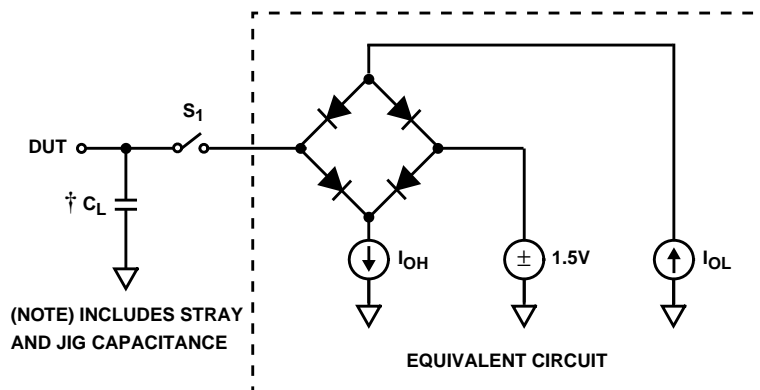 S1
DUT
† CL
IOH
± 1.5V
IOL
(NOTE) INCLUDES STRAY
AND JIG CAPACITANCE
EQUIVALENT CIRCUIT